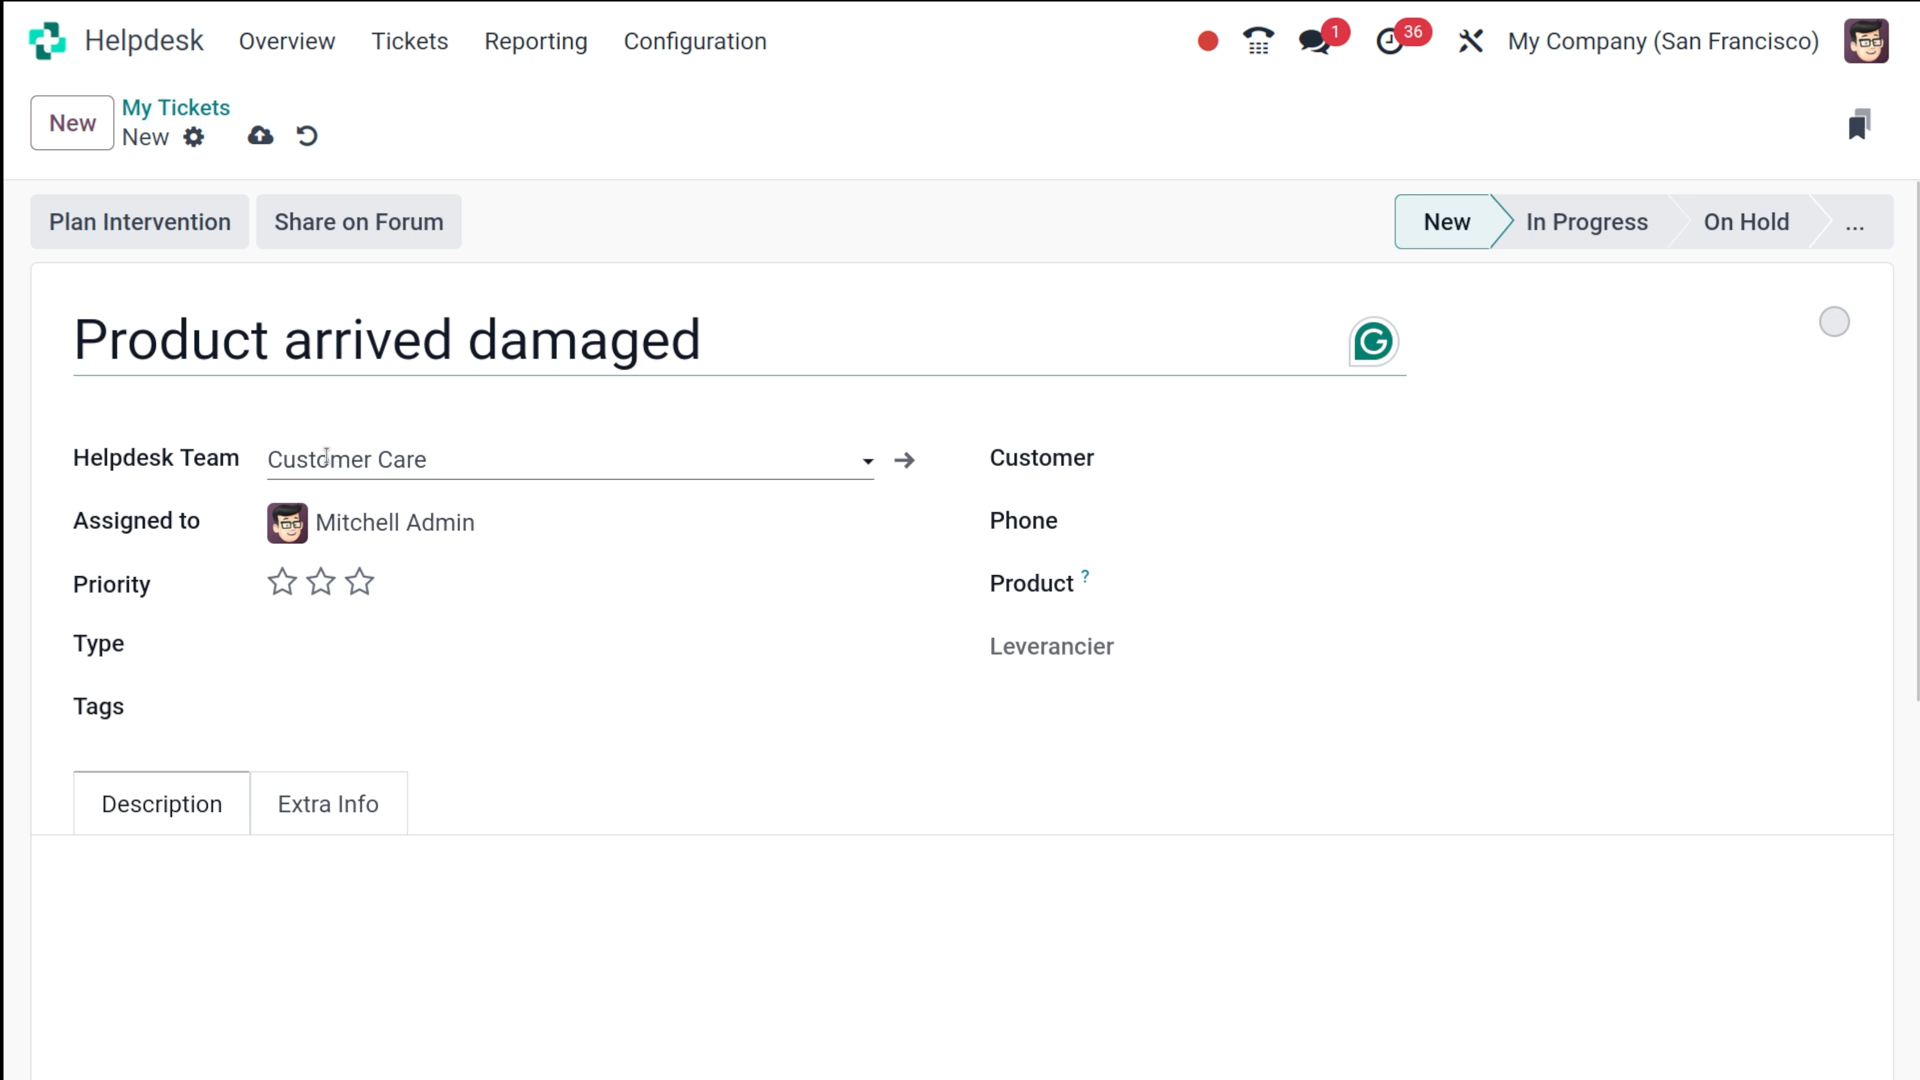 Helpdesk Overview Tickets Reporting Configuration 1 36 My Company (San Francisco)
New My Tickets
New
Plan Intervention Share on Forum New In Progress On Hold ...
Product arrived damaged G
Helpdesk Team Customer Care Customer
Assigned to Mitchell Admin Phone
Priority Product ?
Type Leverancier
Tags
Description Extra Info